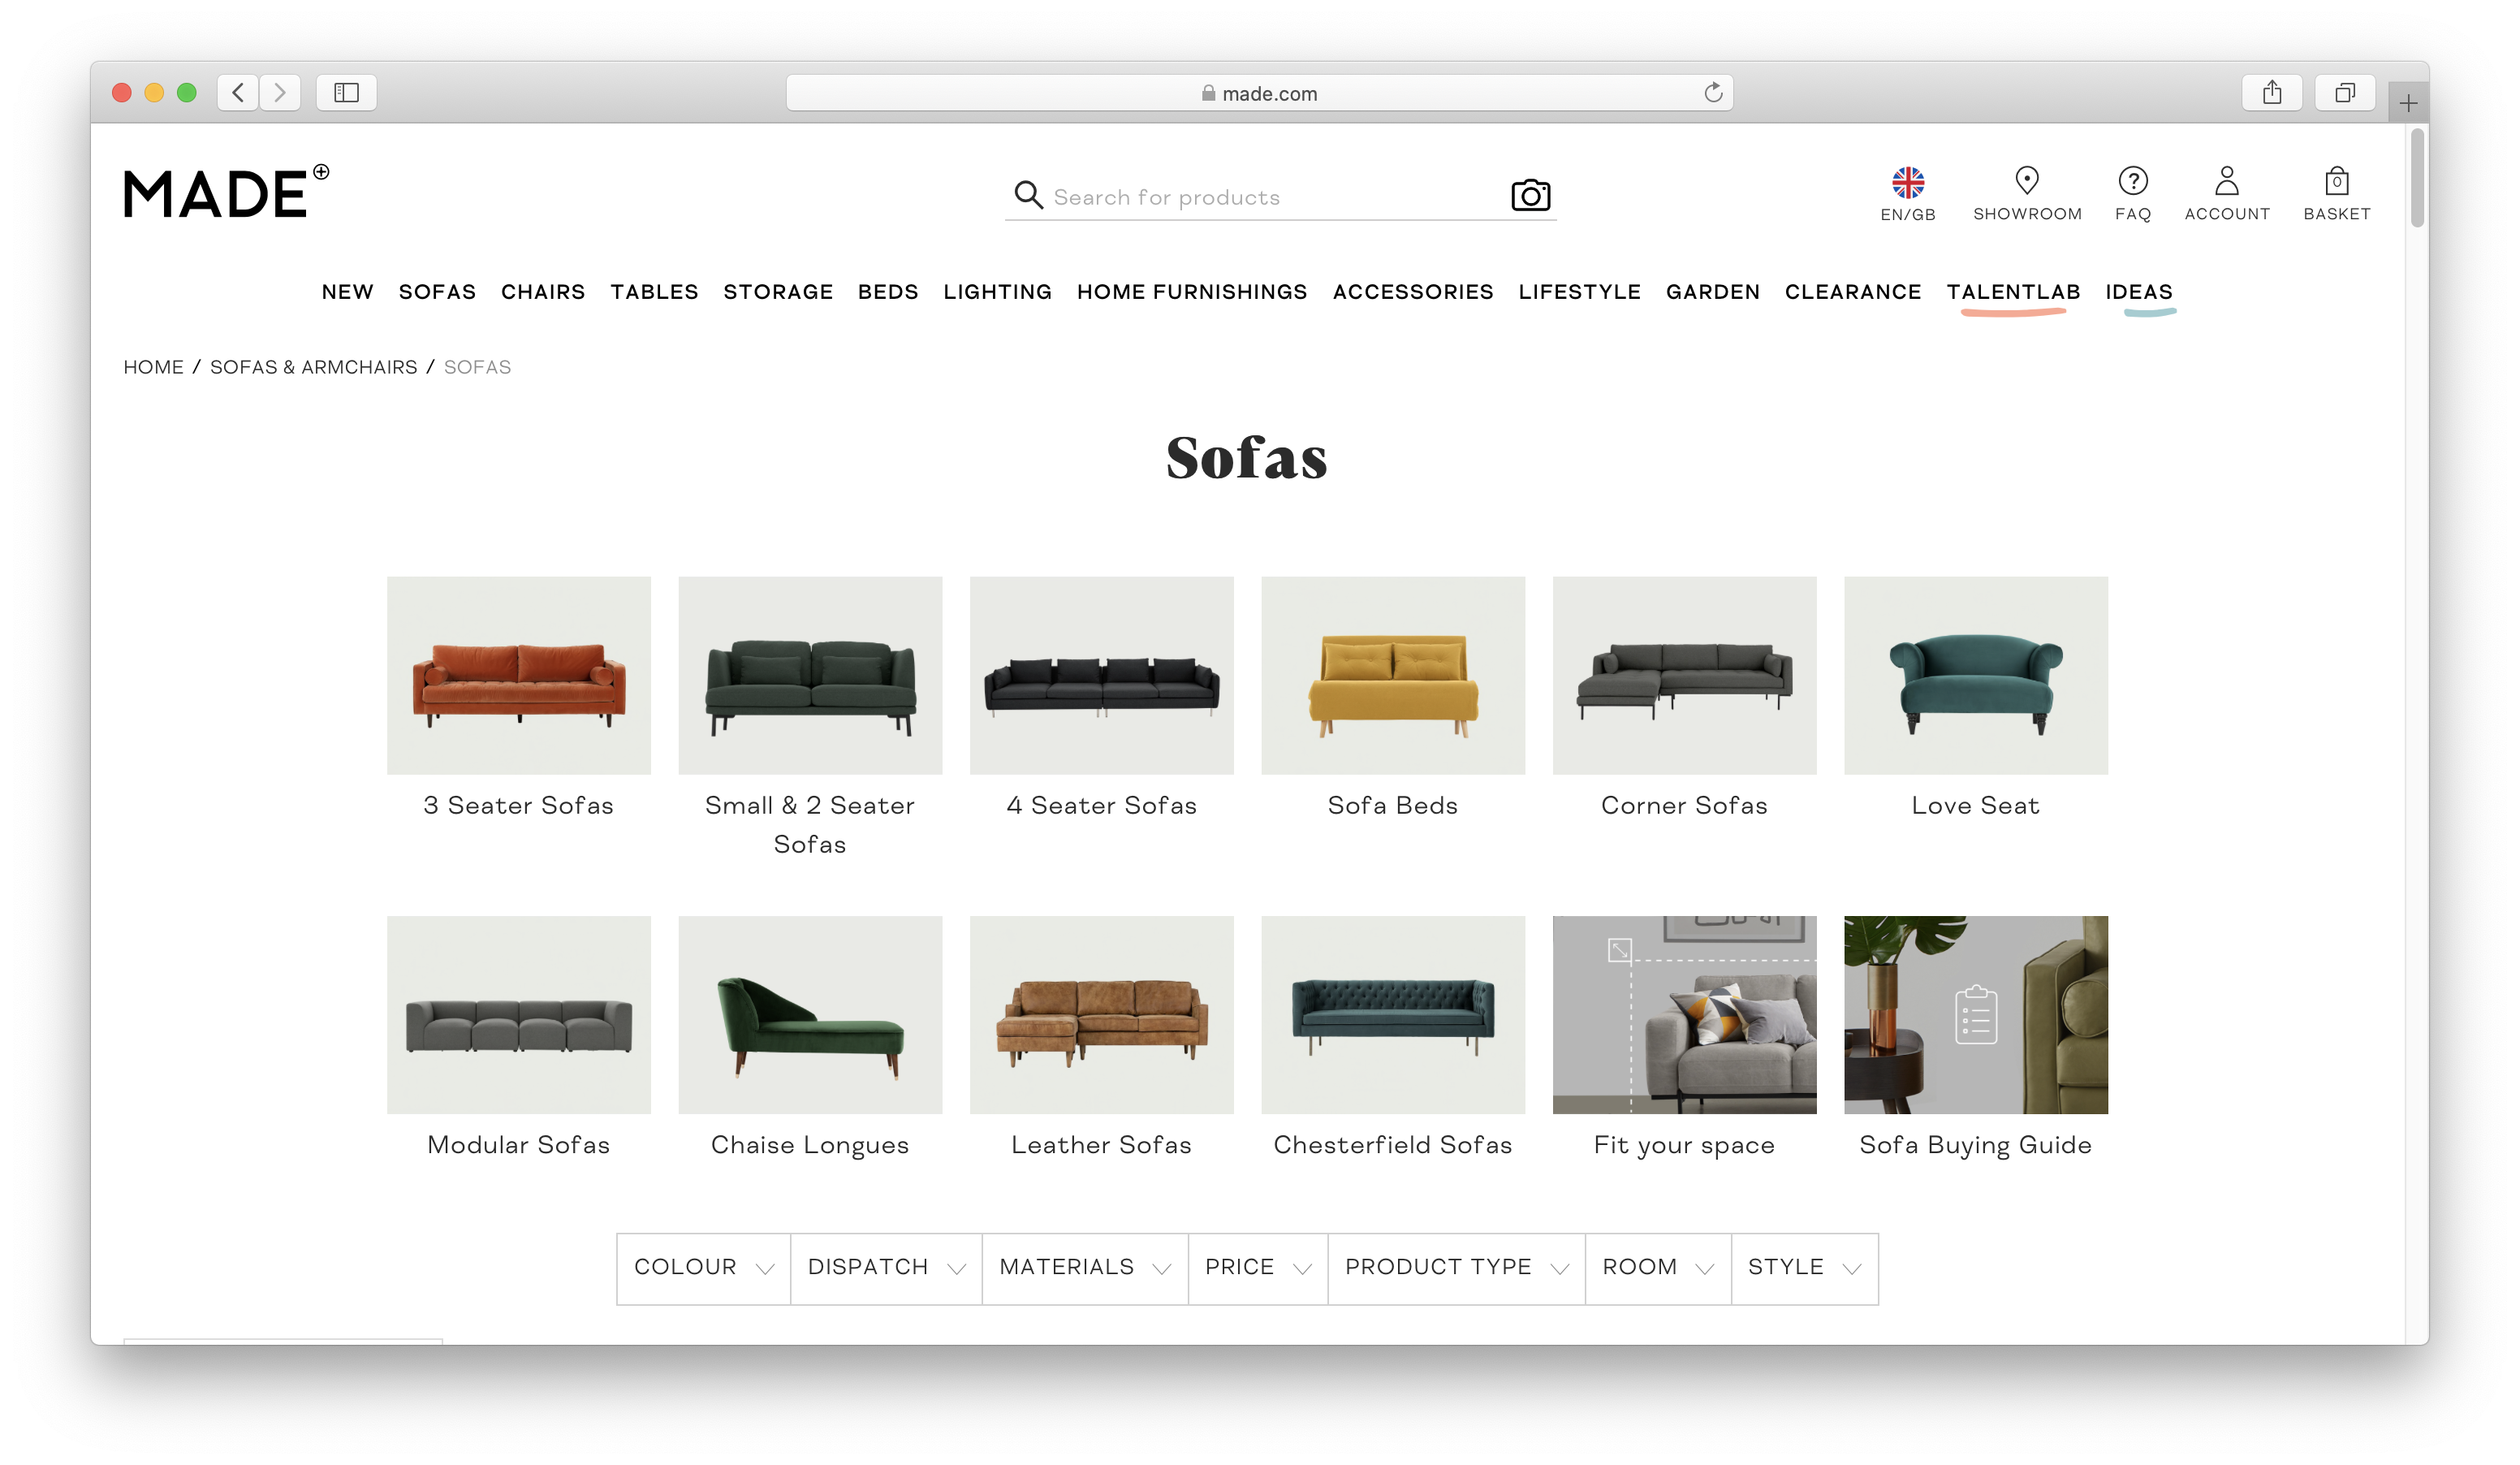 made.com
MADE
Search for products
EN/GB SHOWROOM FAQ ACCOUNT 0 BASKET
NEW SOFAS CHAIRS TABLES STORAGE BEDS LIGHTING HOME FURNISHINGS ACCESSORIES LIFESTYLE GARDEN CLEARANCE TALENTLAB IDEAS
HOME / SOFAS & ARMCHAIRS / SOFAS
Sofas
3 Seater Sofas
Small & 2 Seater
Sofas
4 Seater Sofas
Sofa Beds
Corner Sofas
Love Seat
Modular Sofas
Chaise Longues
Leather Sofas
Chesterfield Sofas
Fit your space
Sofa Buying Guide
COLOUR DISPATCH MATERIALS PRICE PRODUCT TYPE ROOM STYLE